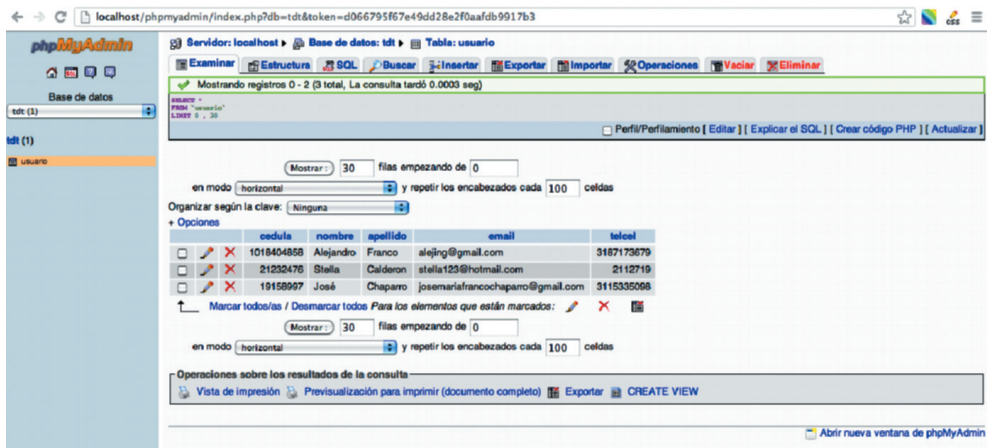 localhost/phpmyadmin/index.php?db=tdt&token=d066795f67e49dd28e2f0aafdb9917b3
phpMyAdmin
Base de datos
tdt (1)
tdt (1)
usuario
Servidor: localhost ▸ Base de datos: tdt ▸ Tabla: usuario
Examinar Estructura SQL Buscar Insertar Exportar Importar Operaciones Vaciar Eliminar
Mostrando registros 0 - 2 (3 total, La consulta tardó 0.0003 seg)
SELECT *
FROM `usuario`
LIMIT 0 , 30
Perfil/Perfilamiento [ Editar ] [ Explicar el SQL ] [ Crear código PHP ] [ Actualizar ]
Mostrar : 30 filas empezando de 0
en modo horizontal y repetir los encabezados cada 100 celdas
Organizar según la clave: Ninguna
+ Opciones
cedula nombre apellido email telcel
1018404858 Alejandro Franco alejing@gmail.com 3187173679
21232476 Stella Calderon stella123@hotmail.com 2112719
19158997 José Chaparro josemariafrancochaparro@gmail.com 3115335098
Marcar todos/as / Desmarcar todos Para los elementos que están marcados:
Mostrar : 30 filas empezando de 0
en modo horizontal y repetir los encabezados cada 100 celdas
Operaciones sobre los resultados de la consulta
Vista de impresión Previsualización para imprimir (documento completo) Exportar CREATE VIEW
Abrir nueva ventana de phpMyAdmin